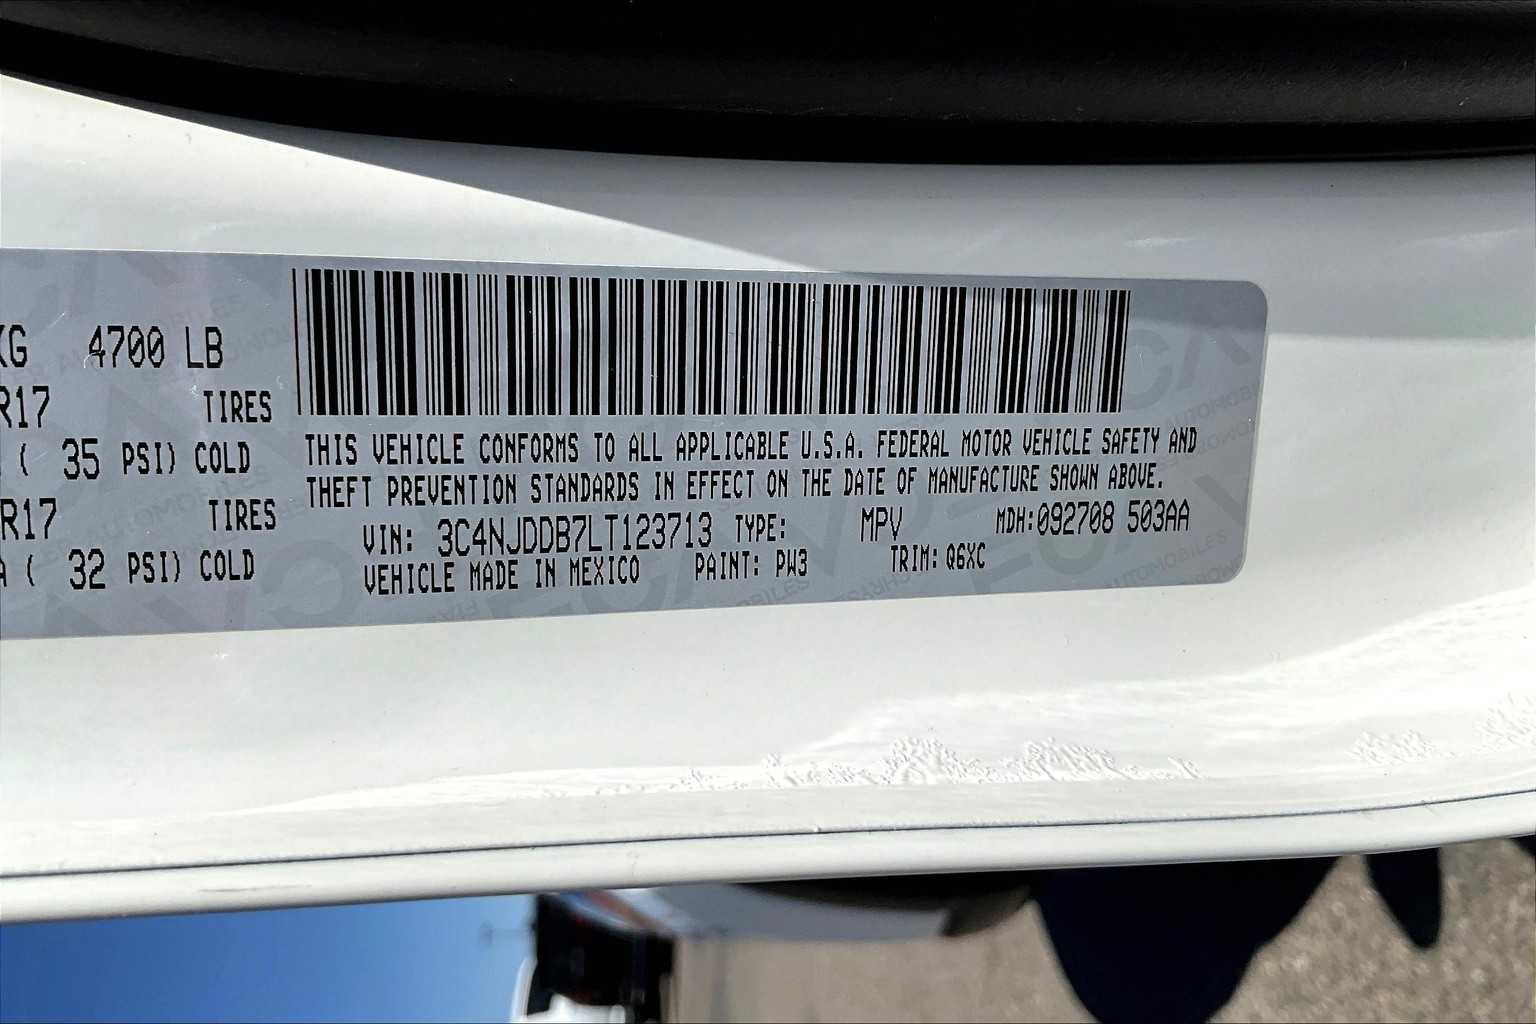 KG 4700 LB
R17 TIRES
( 35 PSI) COLD
R17 TIRES
A ( 32 PSI) COLD
THIS VEHICLE CONFORMS TO ALL APPLICABLE U.S.A. FEDERAL MOTOR VEHICLE SAFETY AND
THEFT PREVENTION STANDARDS IN EFFECT ON THE DATE OF MANUFACTURE SHOWN ABOVE.
VIN: 3C4NJDDB7LT123713 TYPE: MPV MDH:092708 503AA
VEHICLE MADE IN MEXICO PAINT: PW3 TRIM: Q6XC